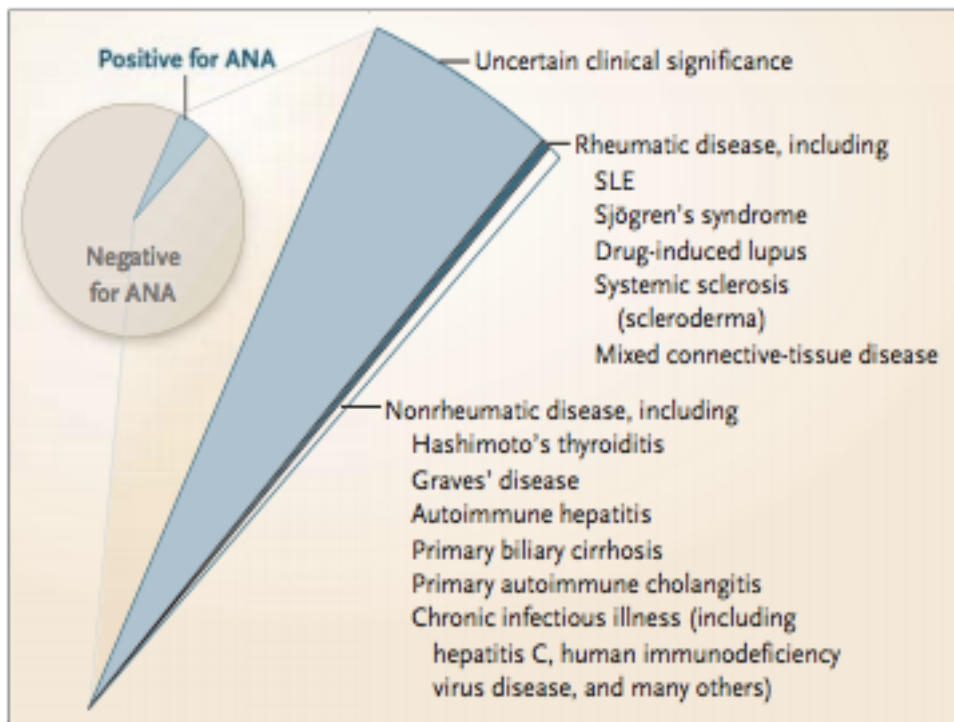 Positive for ANA
Negative
for ANA
Uncertain clinical significance
Rheumatic disease, including
SLE
Sjögren's syndrome
Drug-induced lupus
Systemic sclerosis
(scleroderma)
Mixed connective-tissue disease
Nonrheumatic disease, including
Hashimoto's thyroiditis
Graves' disease
Autoimmune hepatitis
Primary biliary cirrhosis
Primary autoimmune cholangitis
Chronic infectious illness (including
hepatitis C, human immunodeficiency
virus disease, and many others)